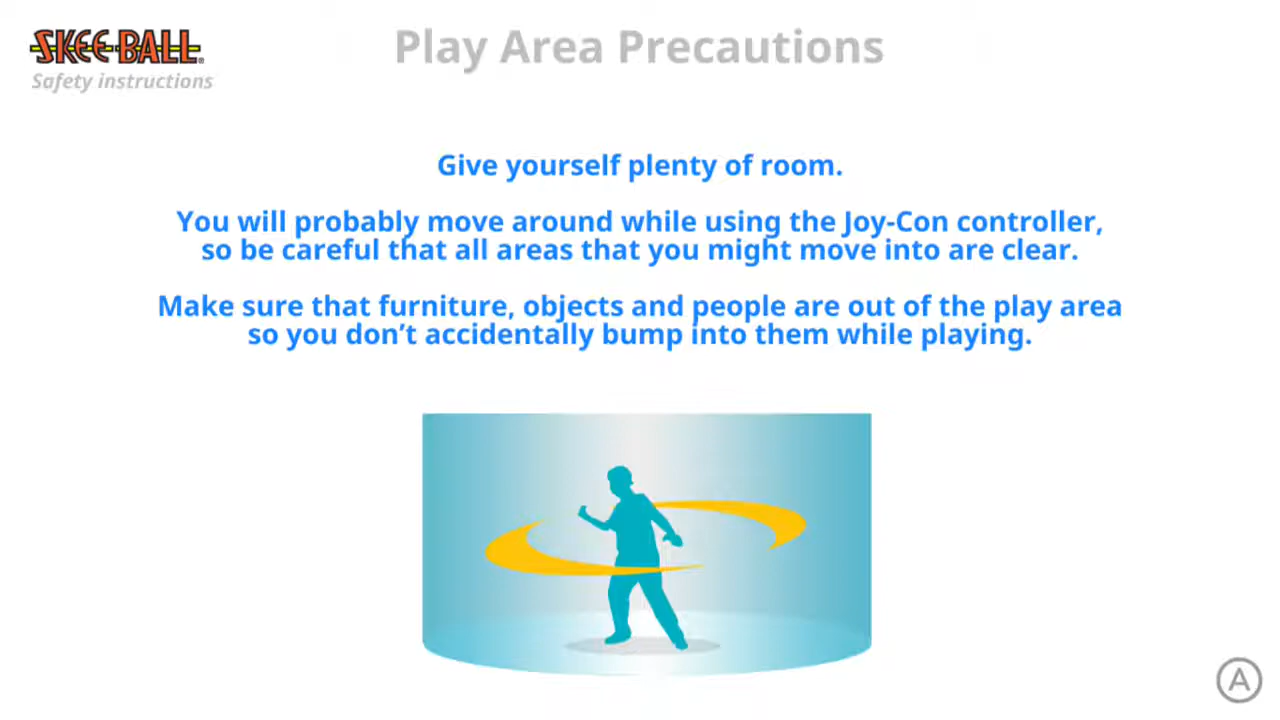 SKEE-BALL®
Safety instructions
Play Area Precautions
Give yourself plenty of room.
You will probably move around while using the Joy-Con controller,
so be careful that all areas that you might move into are clear.
Make sure that furniture, objects and people are out of the play area
so you don’t accidentally bump into them while playing.
A